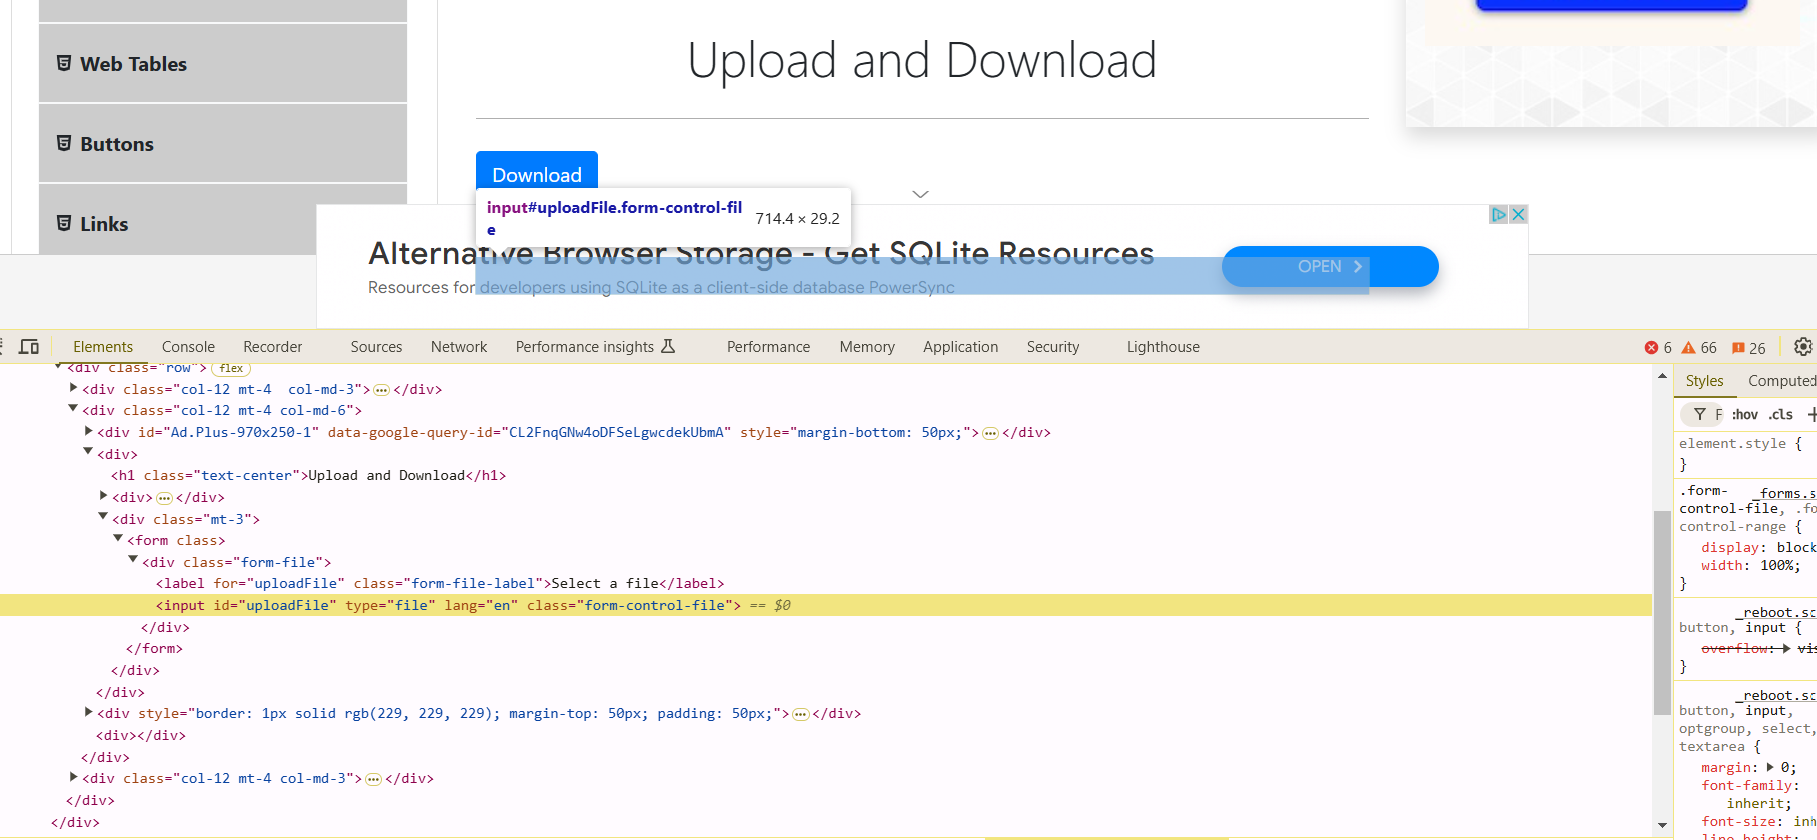 Upload and Download
Web Tables
Buttons
Links
Download
input#uploadFile.form-control-fil
e
714.4 × 29.2
Alternative Browser Storage - Get SQLite Resources
Resources for developers using SQLite as a client-side database PowerSync
OPEN
Elements Console Recorder Sources Network Performance insights Performance Memory Application Security Lighthouse 6 66 26
<div class="row"> flex
<div class="col-12 mt-4  col-md-3"> ••• </div>
<div class="col-12 mt-4 col-md-6">
<div id="Ad.Plus-970x250-1" data-google-query-id="CL2FnqGNw4oDFSeLgwcdekUbmA" style="margin-bottom: 50px;"> ••• </div>
<div>
<h1 class="text-center">Upload and Download</h1>
<div> ••• </div>
<div class="mt-3">
<form class>
<div class="form-file">
<label for="uploadFile" class="form-file-label">Select a file</label>
<input id="uploadFile" type="file" lang="en" class="form-control-file"> == $0
</div>
</form>
</div>
</div>
<div style="border: 1px solid rgb(229, 229, 229); margin-top: 50px; padding: 50px;"> ••• </div>
<div></div>
</div>
<div class="col-12 mt-4 col-md-3"> ••• </div>
</div>
</div>
Styles Computed
F :hov .cls +
element.style {
}
.form- _forms.s
control-file, .fo
control-range {
display: block
width: 100%;
}
_reboot.sc
button, input {
overflow: vis
}
_reboot.sc
button, input,
optgroup, select,
textarea {
margin: 0;
font-family:
inherit;
font-size: inh
line-height: